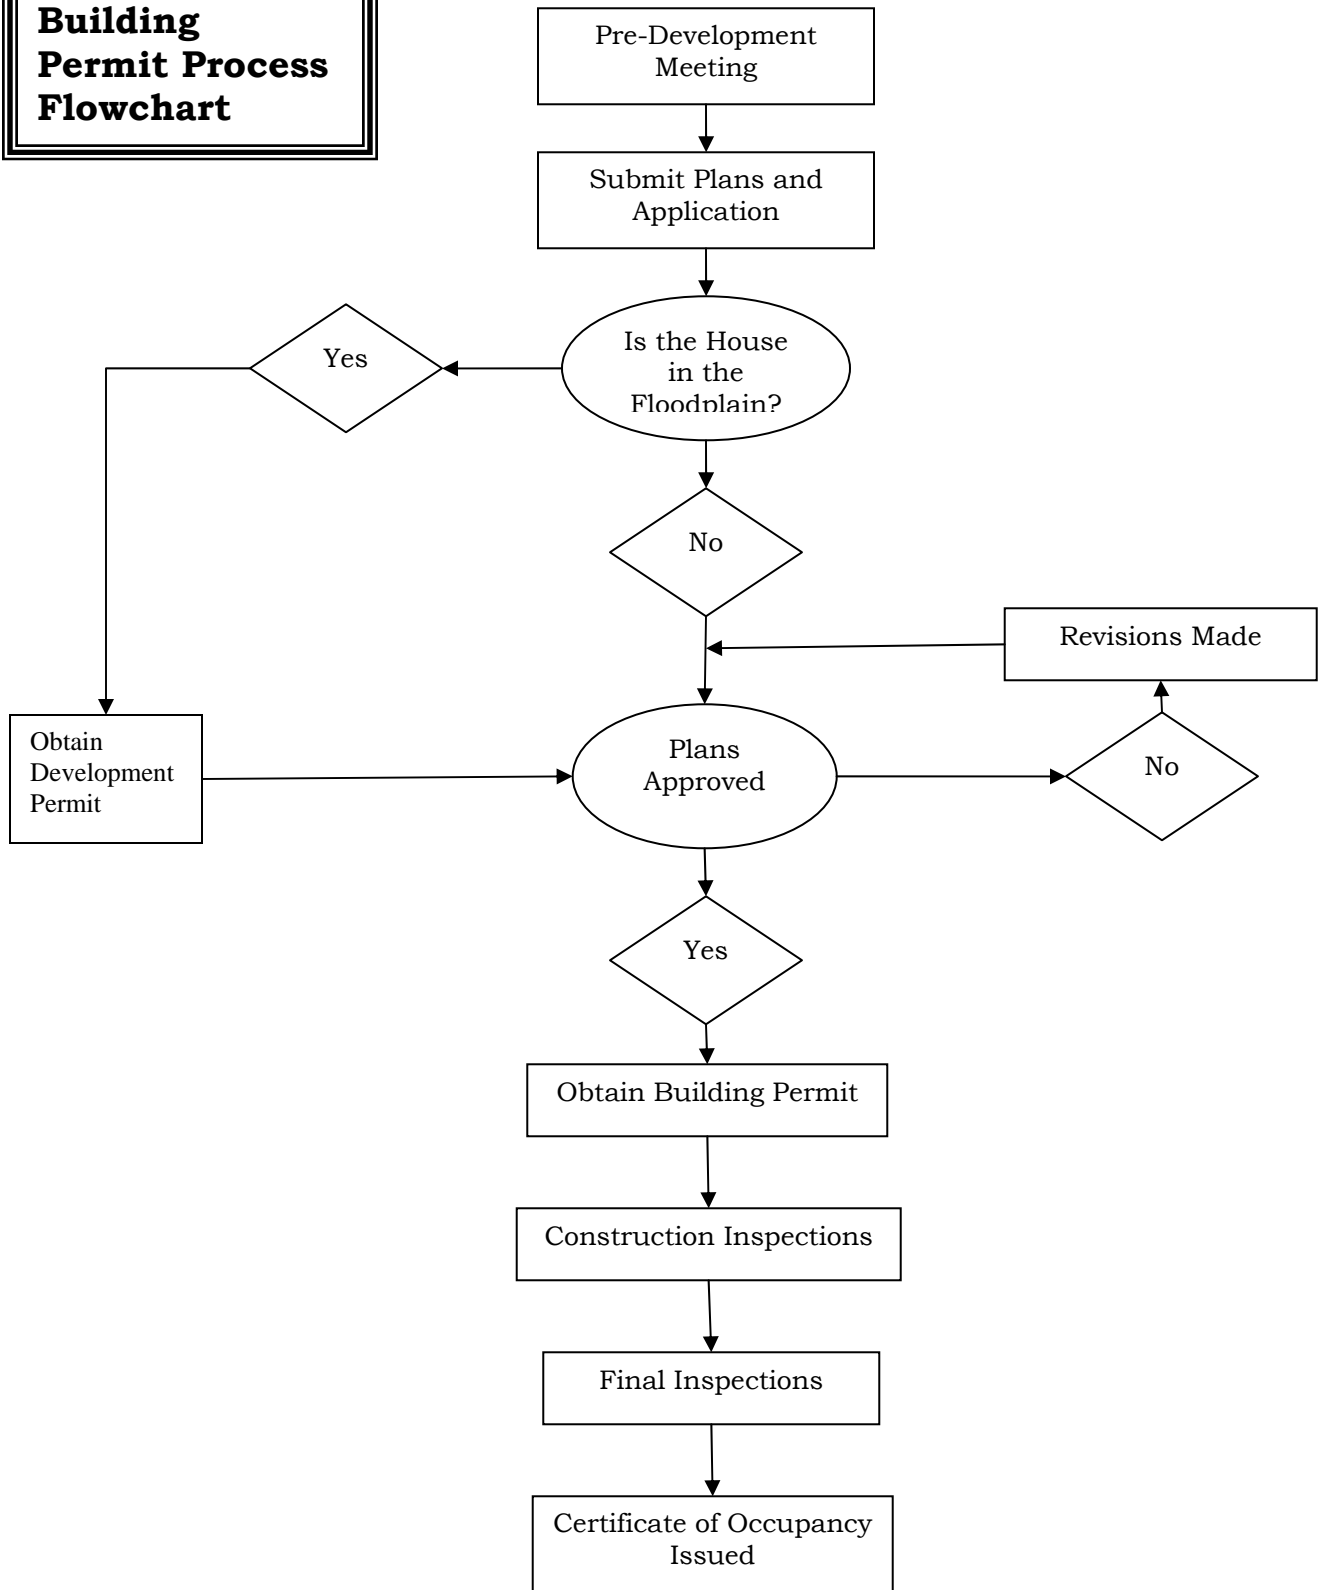 Building
Permit Process
Flowchart
Pre-Development
Meeting
Submit Plans and
Application
Is the House
in the
Floodplain?
Yes
No
Revisions Made
Obtain
Development
Permit
Plans
Approved
No
Yes
Obtain Building Permit
Construction Inspections
Final Inspections
Certificate of Occupancy
Issued